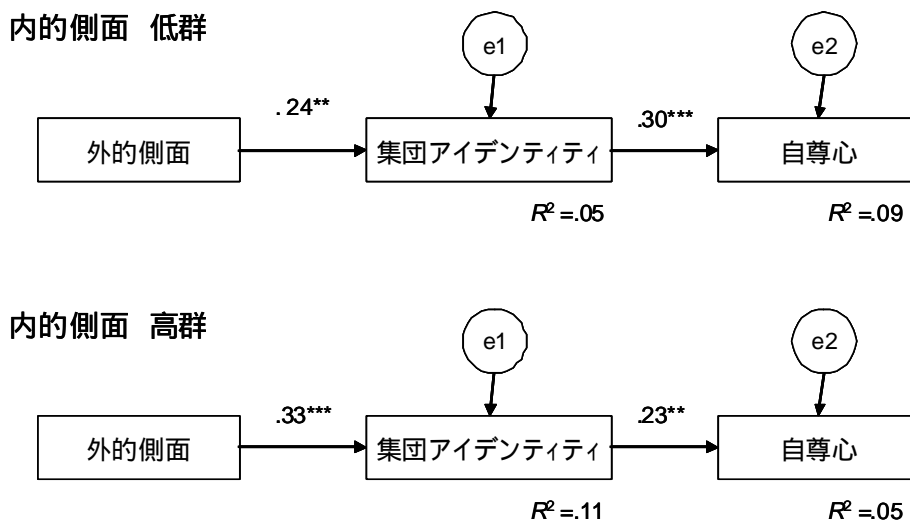 内的側面 低群
e1
e2
.24**
.30***
外的側面
集団アイデンティティ
自尊心
R²=.05
R²=.09
内的側面 高群
e1
e2
.33***
.23**
外的側面
集団アイデンティティ
自尊心
R²=.11
R²=.05